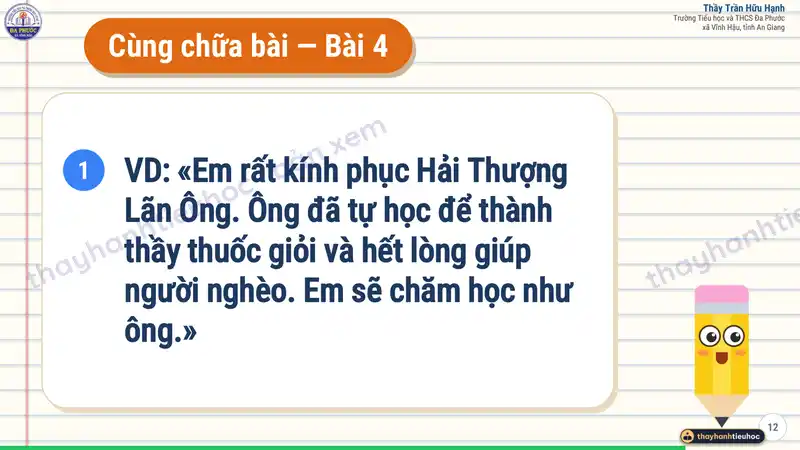 Thầy Trần Hữu Hạnh
Trường Tiểu học và THCS Đa Phước
xã Vĩnh Hậu, tỉnh An Giang
ĐA PHƯỚC
Cùng chữa bài – Bài 4
1
VD: «Em rất kính phục Hải Thượng
Lãn Ông. Ông đã tự học để thành
thầy thuốc giỏi và hết lòng giúp
người nghèo. Em sẽ chăm học như
ông.»
12
thayhanhtieuhoc